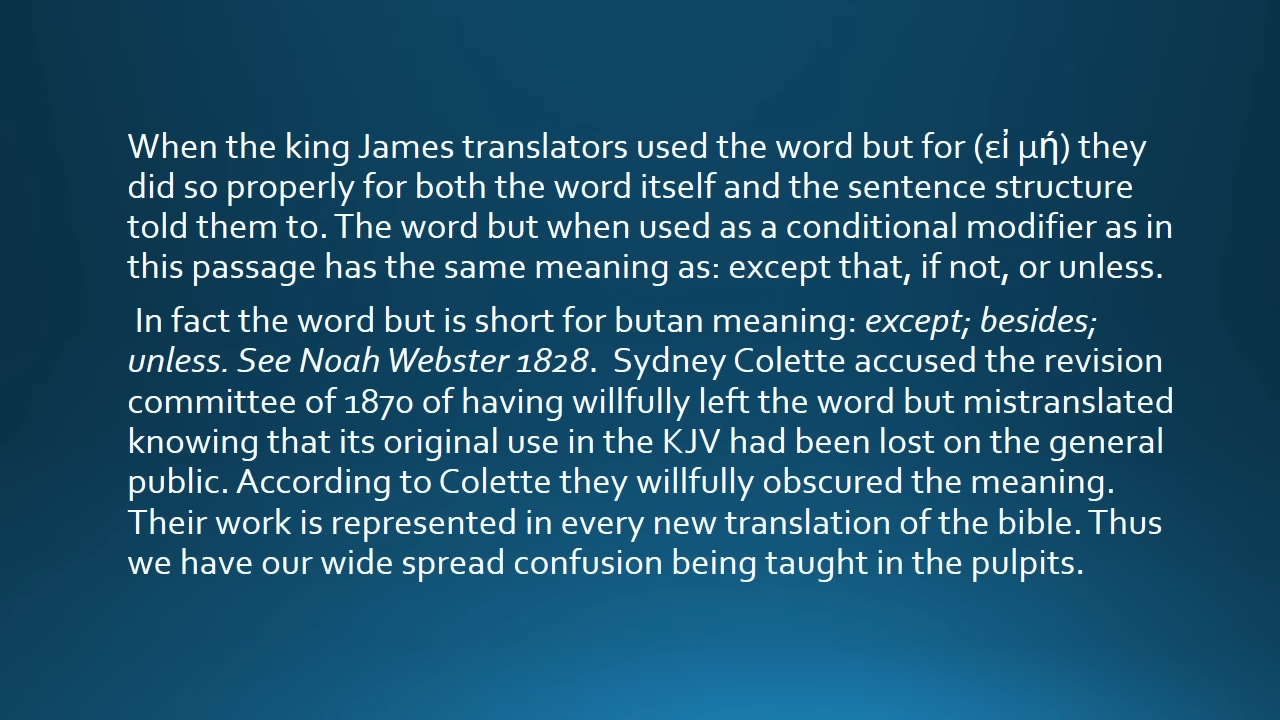 When the king James translators used the word but for (εἰ μή) they
did so properly for both the word itself and the sentence structure
told them to. The word but when used as a conditional modifier as in
this passage has the same meaning as: except that, if not, or unless.
In fact the word but is short for butan meaning: except; besides;
unless. See Noah Webster 1828. Sydney Colette accused the revision
committee of 1870 of having willfully left the word but mistranslated
knowing that its original use in the KJV had been lost on the general
public. According to Colette they willfully obscured the meaning.
Their work is represented in every new translation of the bible. Thus
we have our wide spread confusion being taught in the pulpits.